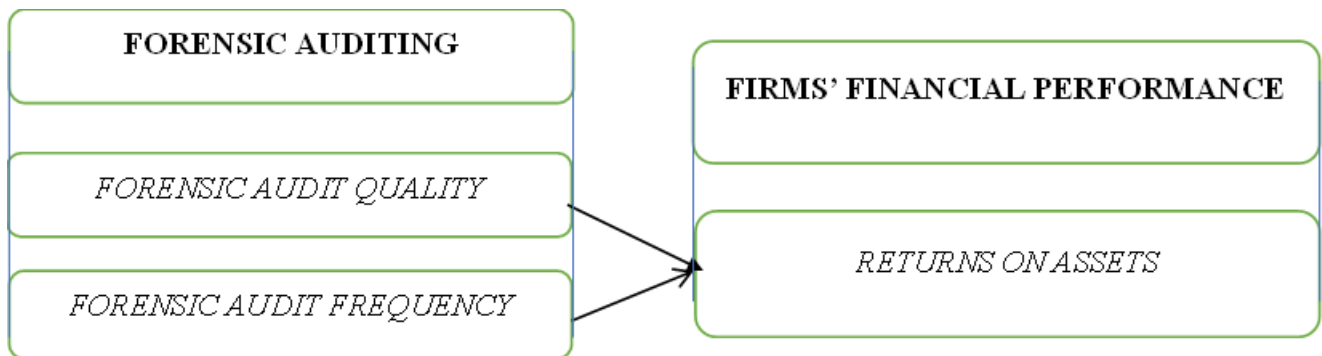 FORENSIC AUDITING
FORENSIC AUDIT QUALITY
FORENSIC AUDIT FREQUENCY
FIRMS’ FINANCIAL PERFORMANCE
RETURNS ON ASSETS